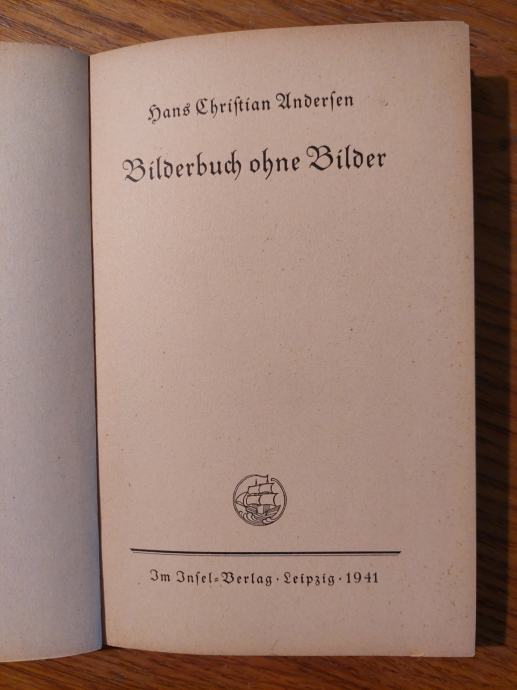 Hans Christian Andersen
Bilderbuch ohne Bilder
Im Insel-Verlag · Leipzig · 1941